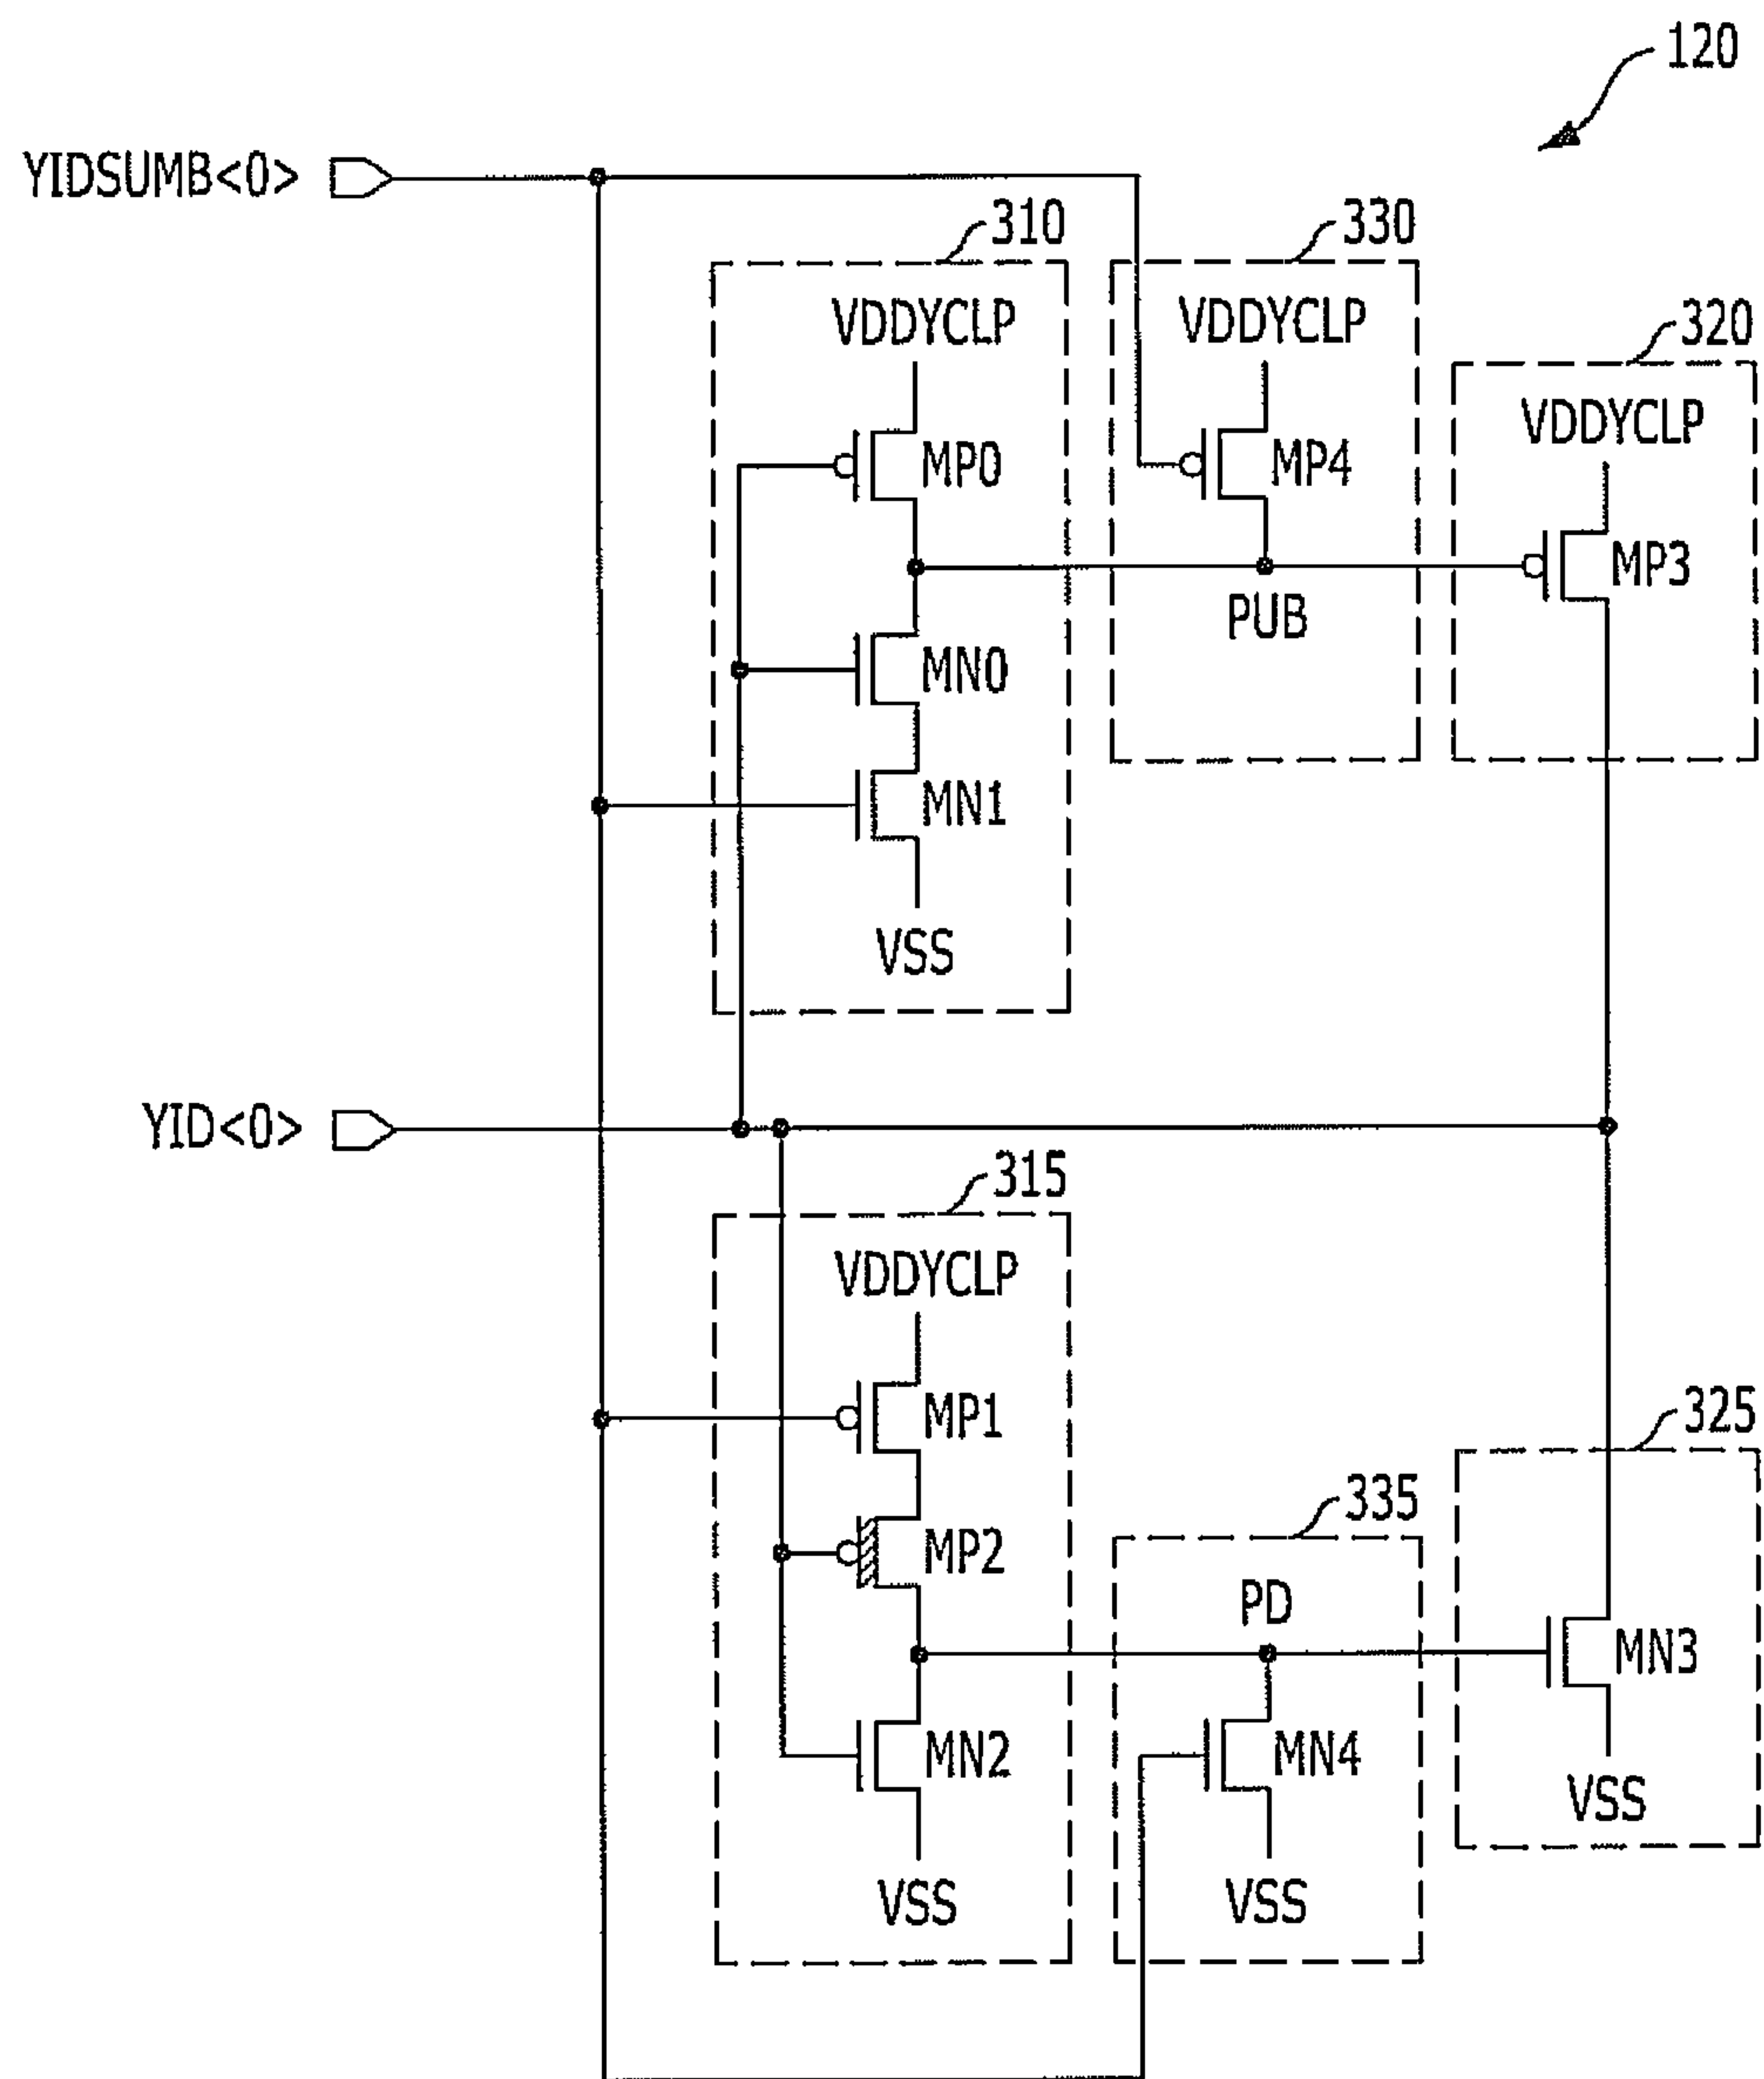 120
YIDSUMB<0>
310
330
VDDYCLP
VDDYCLP
320
VDDYCLP
MP0
MP4
MP3
PUB
MN0
MN1
VSS
YID<0>
315
VDDYCLP
MP1
325
335
MP2
PD
MN3
MN2
MN4
VSS
VSS
VSS